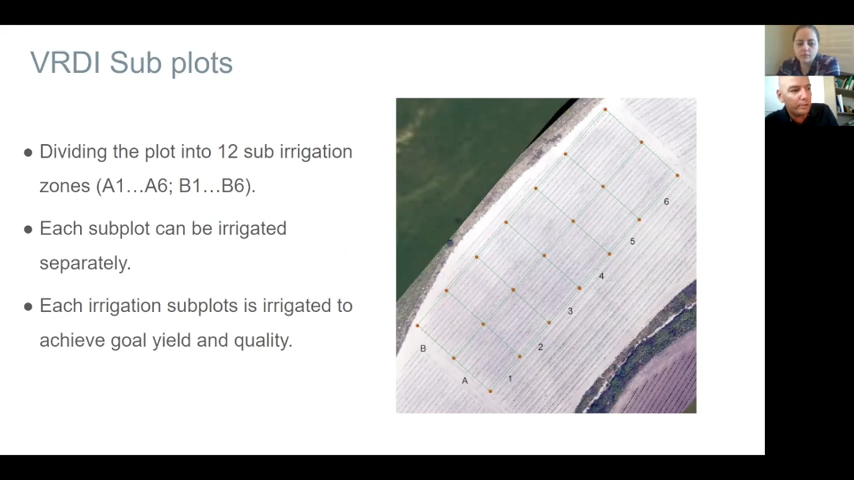 VRDI Sub plots
● Dividing the plot into 12 sub irrigation
zones (A1…A6; B1…B6).
● Each subplot can be irrigated
separately.
● Each irrigation subplots is irrigated to
achieve goal yield and quality.
6
5
4
3
2
1
B
A